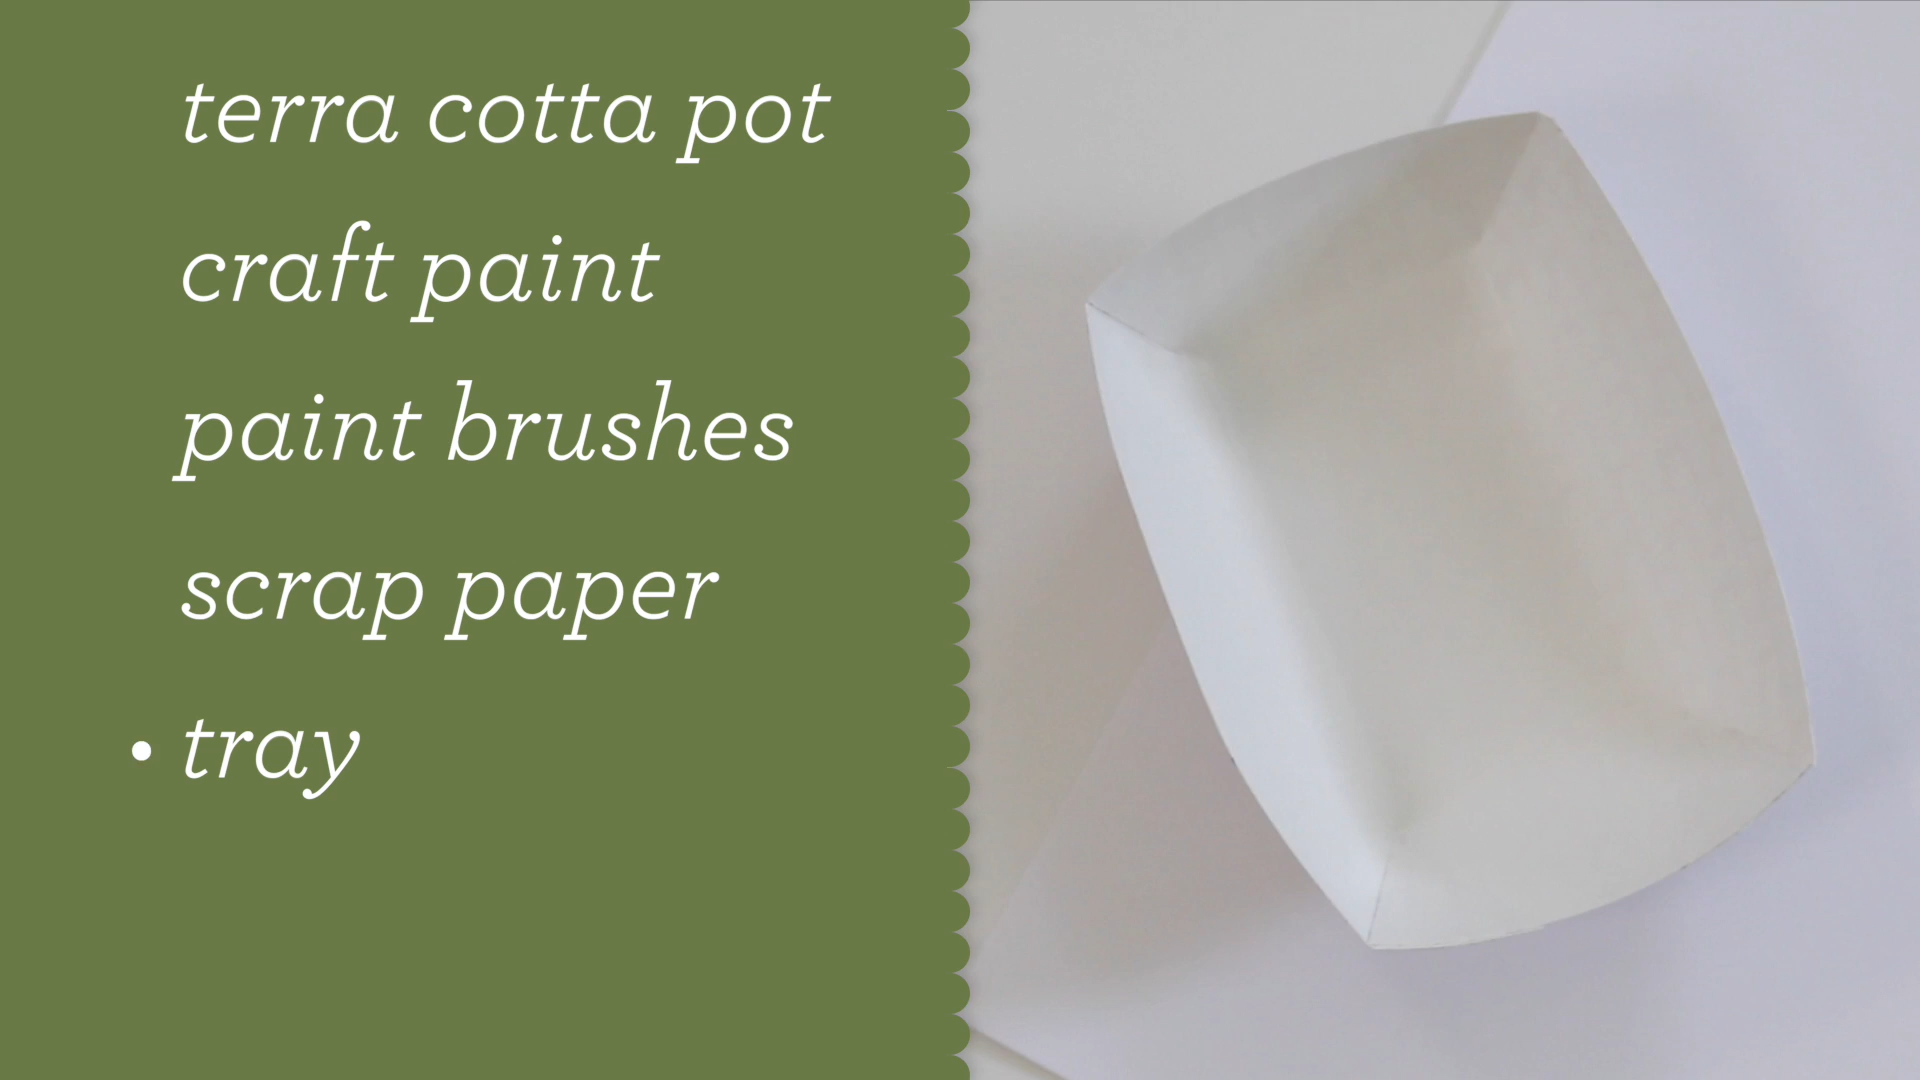 terra cotta pot
craft paint
paint brushes
scrap paper
• tray